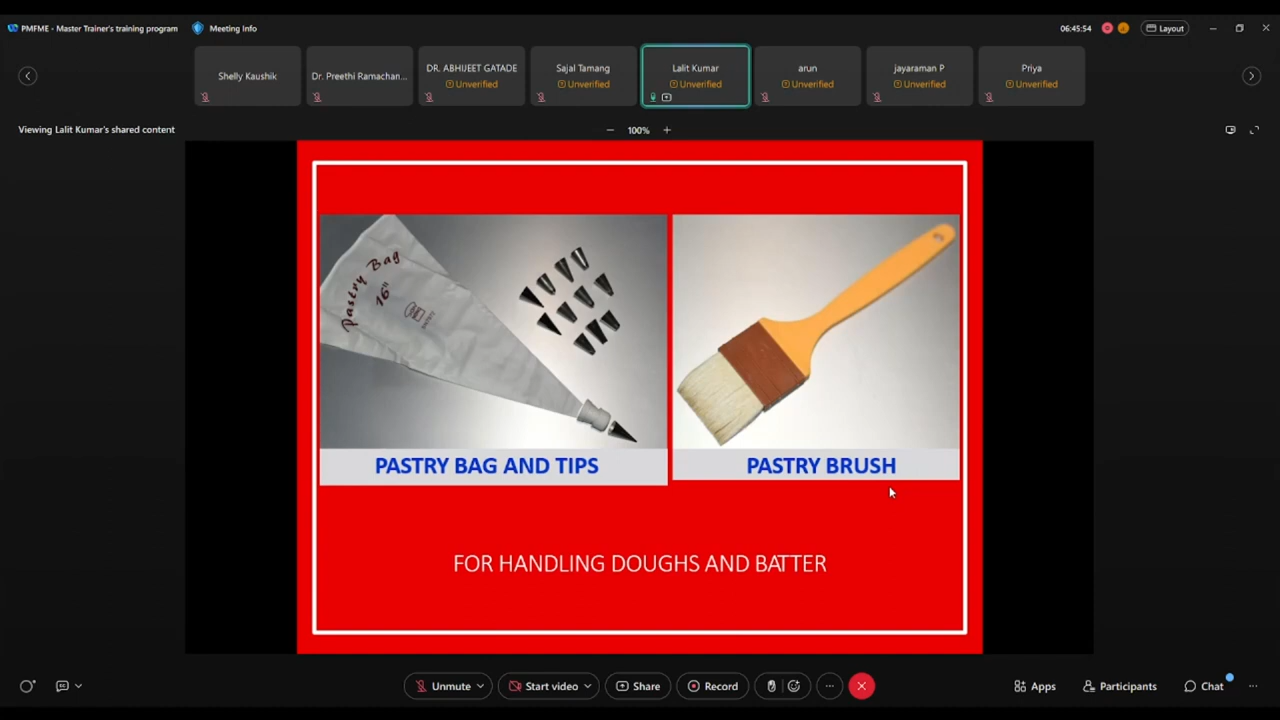 PMFME - Master Trainer's training program
Meeting Info
06:45:54
Layout
Shelly Kaushik
Dr. Preethi Ramachan...
DR. ABHIJEET GATADE
Unverified
Sajal Tamang
Unverified
Lalit Kumar
Unverified
arun
Unverified
jayaraman P
Unverified
Priya
Unverified
Viewing Lalit Kumar's shared content
100%
Pastry Bag
16"
PASTRY BAG AND TIPS
PASTRY BRUSH
FOR HANDLING DOUGHS AND BATTER
Unmute
Start video
Share
Record
Apps
Participants
Chat